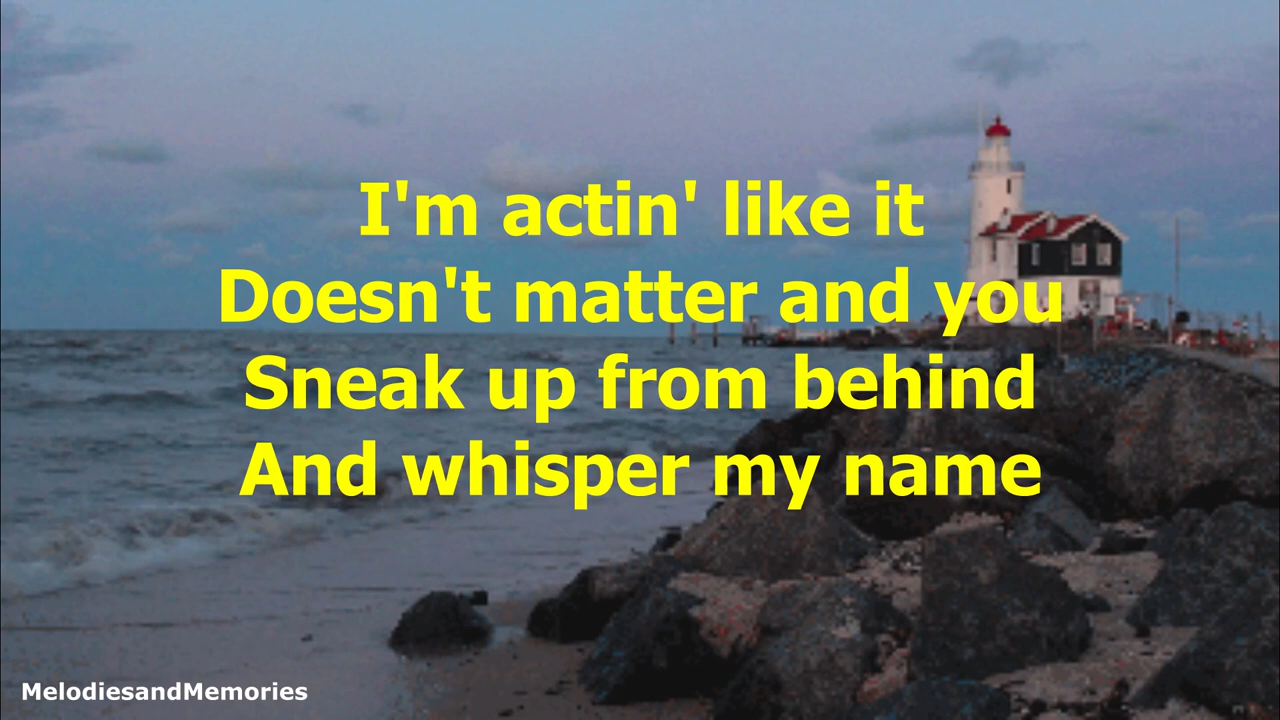 I'm actin' like it
Doesn't matter and you
Sneak up from behind
And whisper my name
MelodiesandMemories